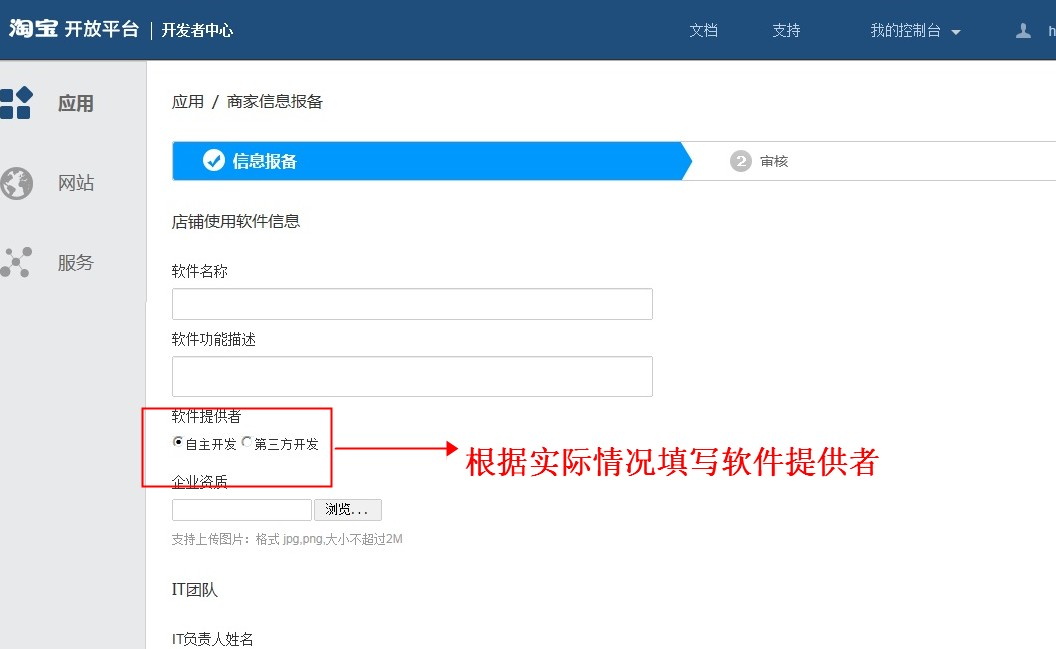 淘宝 开放平台 | 开发者中心 文档 支持 我的控制台 h
应用
网站
服务
应用 / 商家信息报备
信息报备 2 审核
店铺使用软件信息
软件名称
软件功能描述
软件提供者
自主开发 第三方开发
根据实际情况填写软件提供者
企业资质
浏览...
支持上传图片：格式 jpg,png,大小不超过2M
IT团队
IT负责人姓名